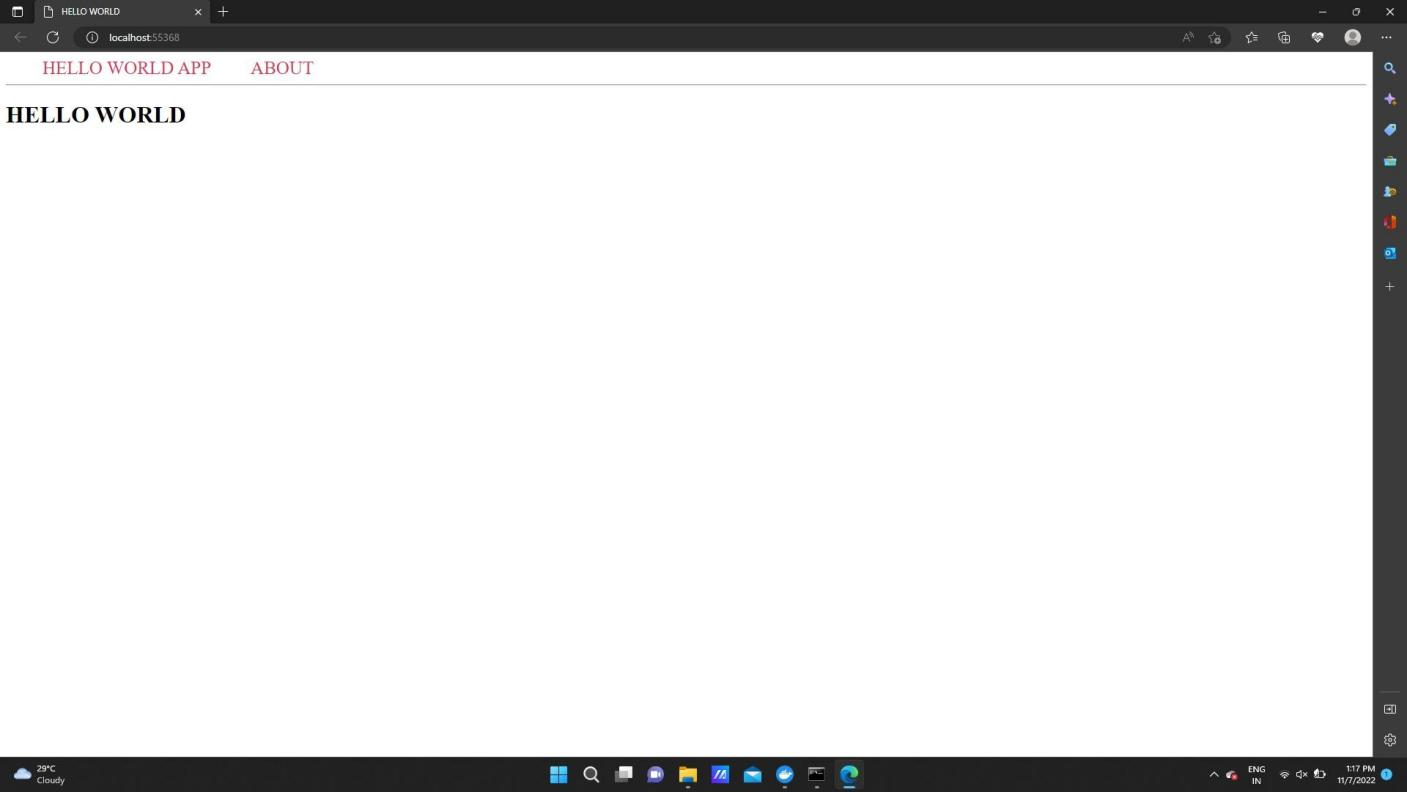 HELLO WORLD
localhost:55368
HELLO WORLD APP ABOUT
HELLO WORLD
29°C
Cloudy
ENG
IN
1:17 PM
11/7/2022
1